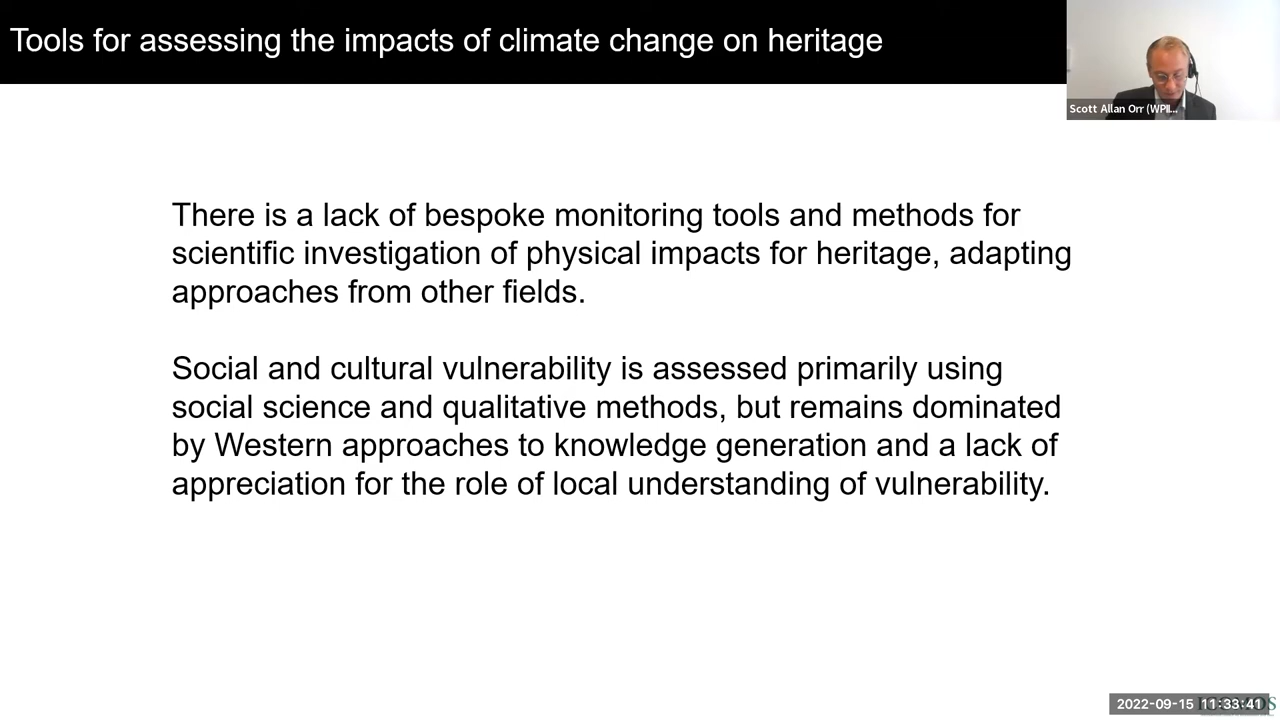 Tools for assessing the impacts of climate change on heritage
Scott Allan Orr (WPII...
There is a lack of bespoke monitoring tools and methods for
scientific investigation of physical impacts for heritage, adapting
approaches from other fields.
Social and cultural vulnerability is assessed primarily using
social science and qualitative methods, but remains dominated
by Western approaches to knowledge generation and a lack of
appreciation for the role of local understanding of vulnerability.
2022-09-15 11:33:41